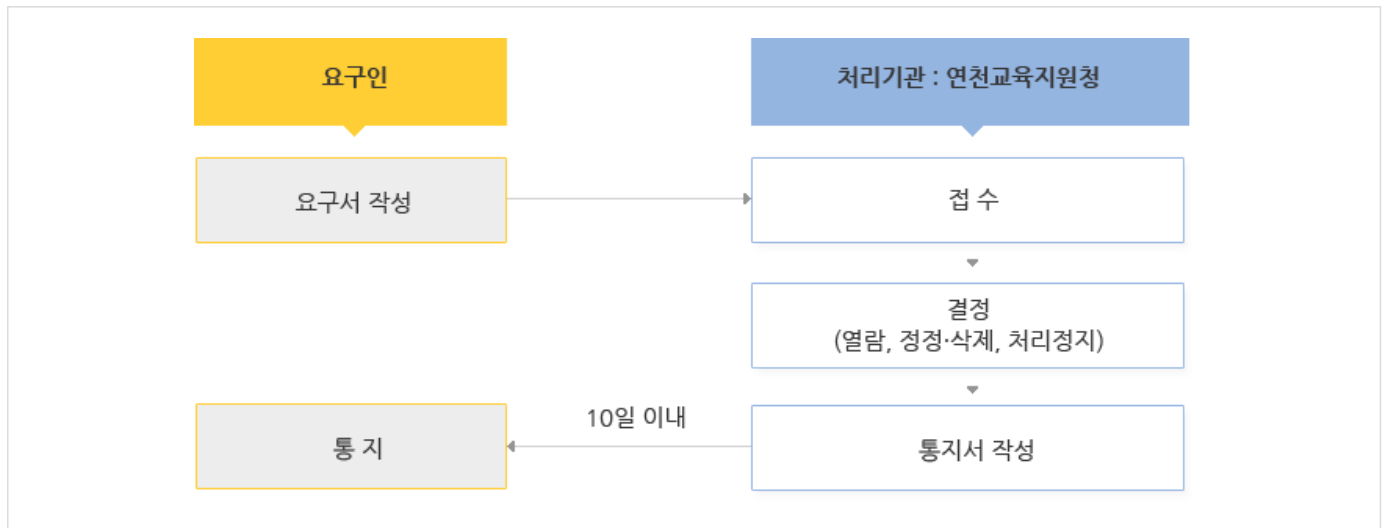 요구인
처리기관 : 연천교육지원청
요구서 작성
접 수
결정
(열람, 정정·삭제, 처리정지)
10일 이내
통 지
통지서 작성